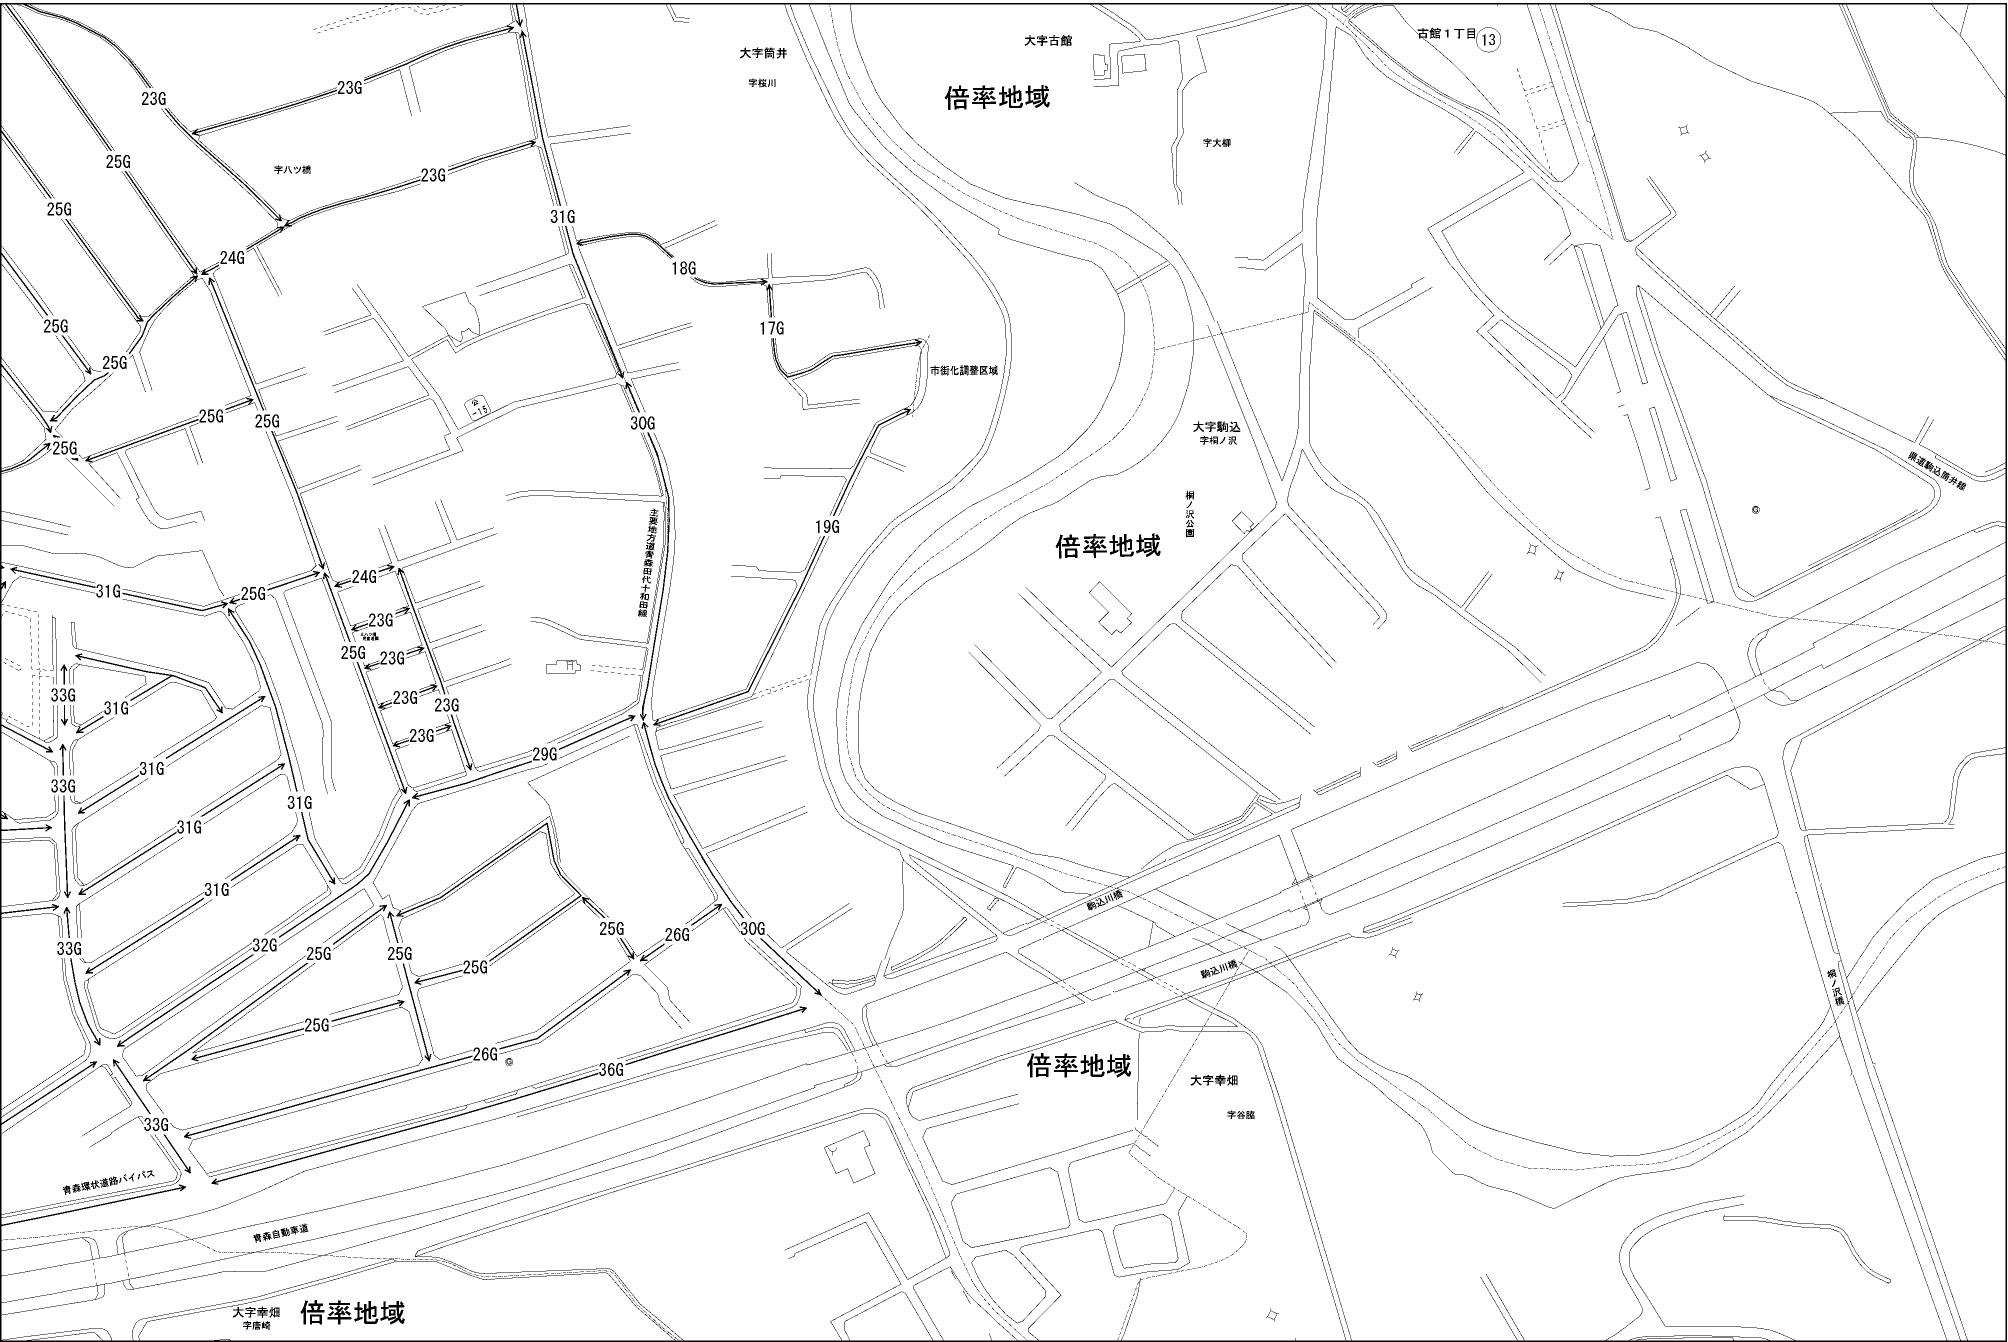 大字古館
古館１丁目
13
大字筒井
字桜川
倍率地域
23G
23G
字大柳
25G
字八ツ橋
23G
25G
31G
24G
18G
25G
17G
25G
市街化調整区域
公
-15
25G
25G
30G
大字駒込
字桐ノ沢
25G
県道駒込筒井線
桐ノ沢公園
主要地方道青森田代十和田線
19G
倍率地域
24G
31G
25G
23G
25G
23G
33G
23G
23G
31G
23G
29G
31G
33G
31G
31G
31G
駒込川橋
25G
30G
26G
33G
32G
25G
25G
25G
駒込川橋
桐ノ沢橋
25G
26G
36G
倍率地域
大字幸畑
字谷脇
33G
青森環状道路バイパス
青森自動車道
大字幸畑
字唐崎
倍率地域